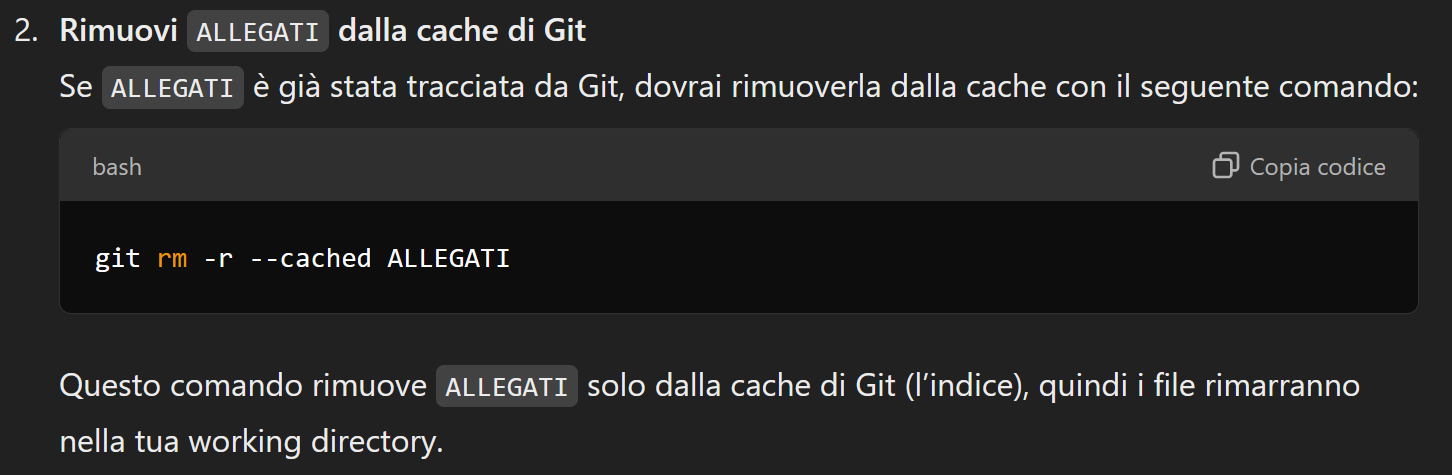 2. Rimuovi ALLEGATI dalla cache di Git
Se ALLEGATI è già stata tracciata da Git, dovrai rimuoverla dalla cache con il seguente comando:
bash Copia codice
git rm -r --cached ALLEGATI
Questo comando rimuove ALLEGATI solo dalla cache di Git (l’indice), quindi i file rimarranno
nella tua working directory.